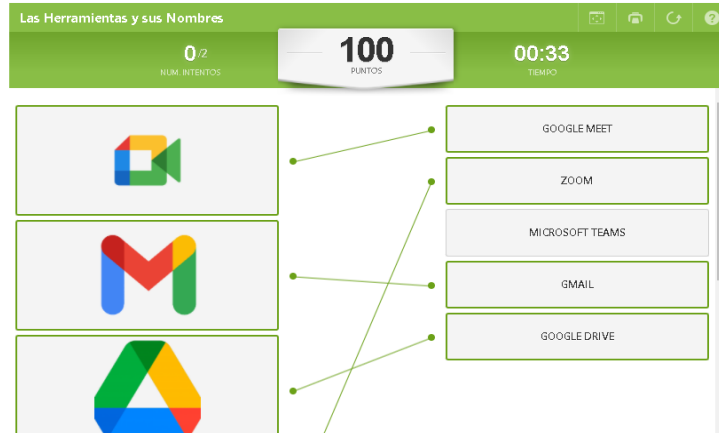 Las Herramientas y sus Nombres
0/2
NUM. INTENTOS
100
PUNTOS
00:33
TIEMPO
GOOGLE MEET
ZOOM
MICROSOFT TEAMS
GMAIL
GOOGLE DRIVE